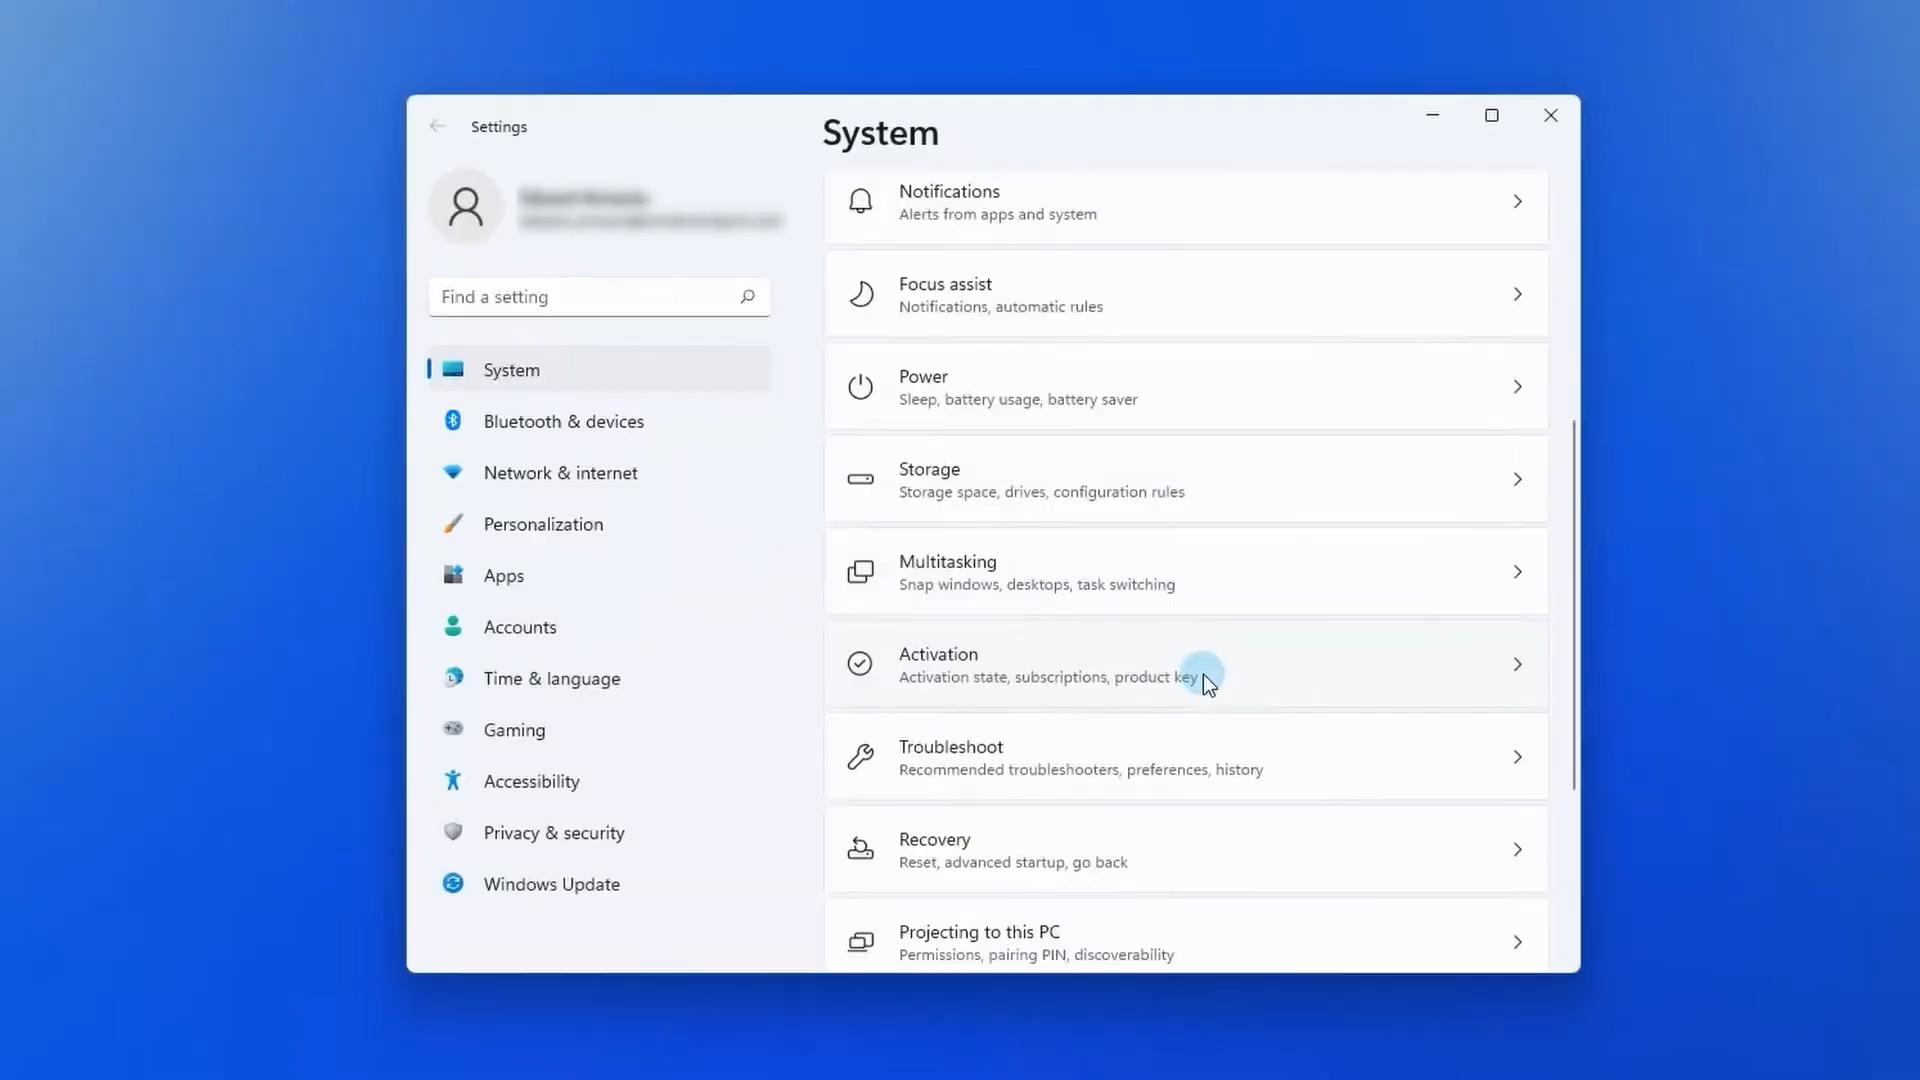 Settings
System
Find a setting
System
Bluetooth & devices
Network & internet
Personalization
Apps
Accounts
Time & language
Gaming
Accessibility
Privacy & security
Windows Update
Notifications
Alerts from apps and system
Focus assist
Notifications, automatic rules
Power
Sleep, battery usage, battery saver
Storage
Storage space, drives, configuration rules
Multitasking
Snap windows, desktops, task switching
Activation
Activation state, subscriptions, product key
Troubleshoot
Recommended troubleshooters, preferences, history
Recovery
Reset, advanced startup, go back
Projecting to this PC
Permissions, pairing PIN, discoverability